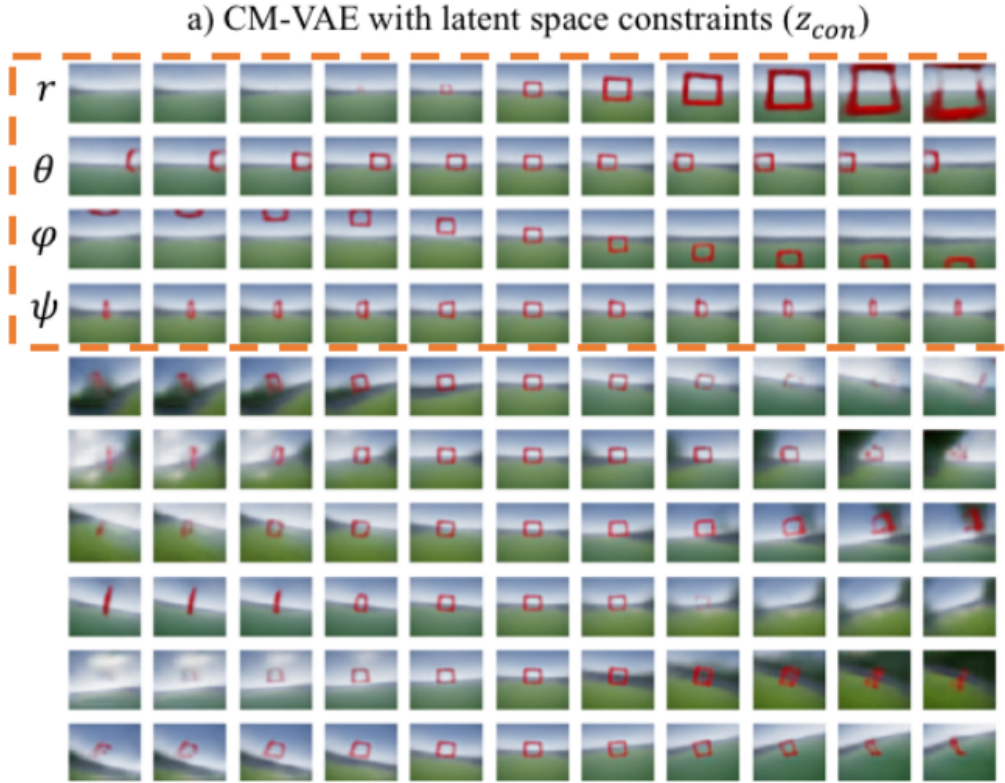 a) CM-VAE with latent space constraints (z_con)
r
θ
φ
ψ